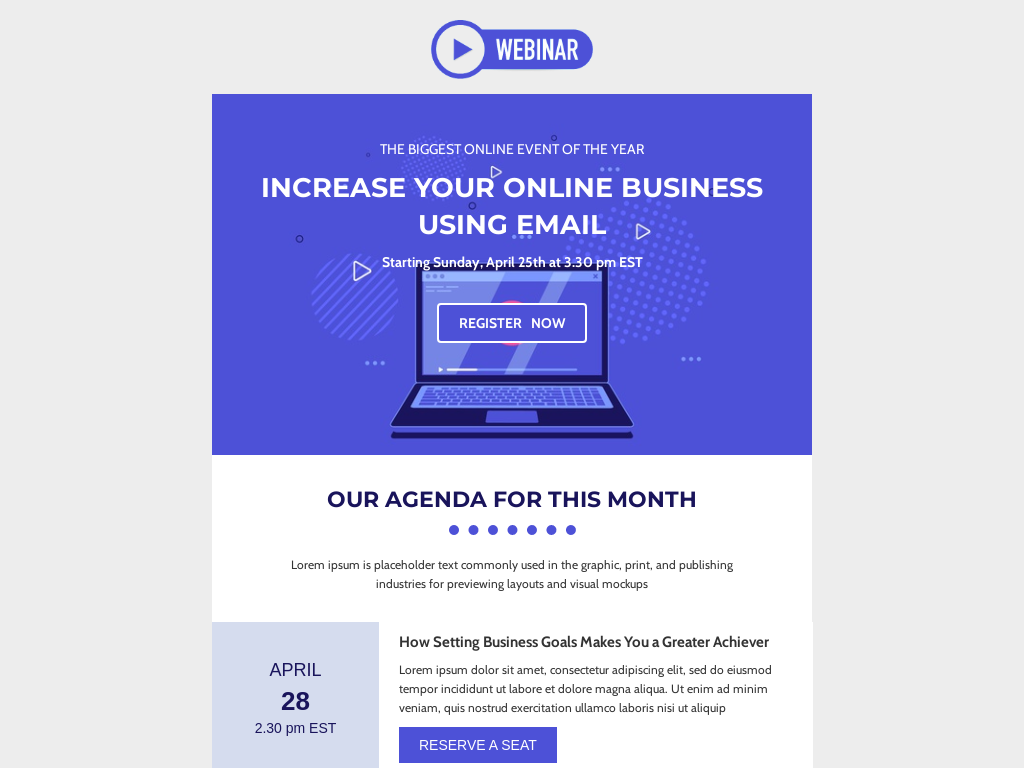 WEBINAR
THE BIGGEST ONLINE EVENT OF THE YEAR
INCREASE YOUR ONLINE BUSINESS
USING EMAIL
Starting Sunday, April 25th at 3.30 pm EST
REGISTER NOW
OUR AGENDA FOR THIS MONTH
Lorem ipsum is placeholder text commonly used in the graphic, print, and publishing
industries for previewing layouts and visual mockups
APRIL
28
2.30 pm EST
How Setting Business Goals Makes You a Greater Achiever
Lorem ipsum dolor sit amet, consectetur adipiscing elit, sed do eiusmod
tempor incididunt ut labore et dolore magna aliqua. Ut enim ad minim
veniam, quis nostrud exercitation ullamco laboris nisi ut aliquip
RESERVE A SEAT